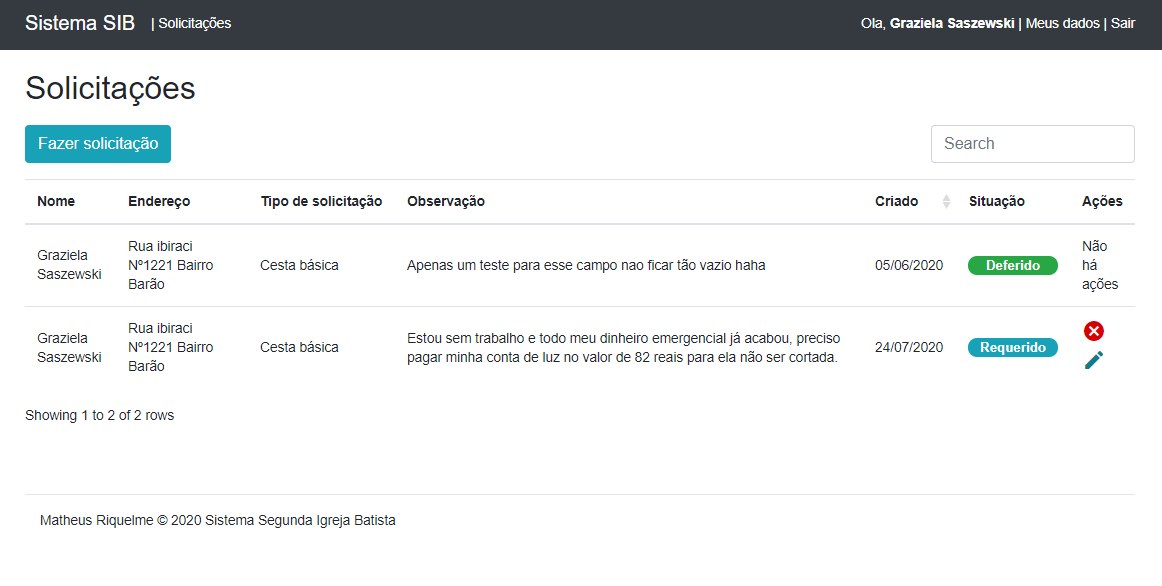 Sistema SIB | Solicitações Ola, Graziela Saszewski | Meus dados | Sair
Solicitações
Fazer solicitação Search
Nome Endereço Tipo de solicitação Observação Criado Situação Ações
Graziela
Saszewski
Rua ibiraci
Nº1221 Bairro
Barão
Cesta básica
Apenas um teste para esse campo nao ficar tão vazio haha
05/06/2020
Deferido
Não
há
ações
Graziela
Saszewski
Rua ibiraci
Nº1221 Bairro
Barão
Cesta básica
Estou sem trabalho e todo meu dinheiro emergencial já acabou, preciso
pagar minha conta de luz no valor de 82 reais para ela não ser cortada.
24/07/2020
Requerido
Showing 1 to 2 of 2 rows
Matheus Riquelme © 2020 Sistema Segunda Igreja Batista